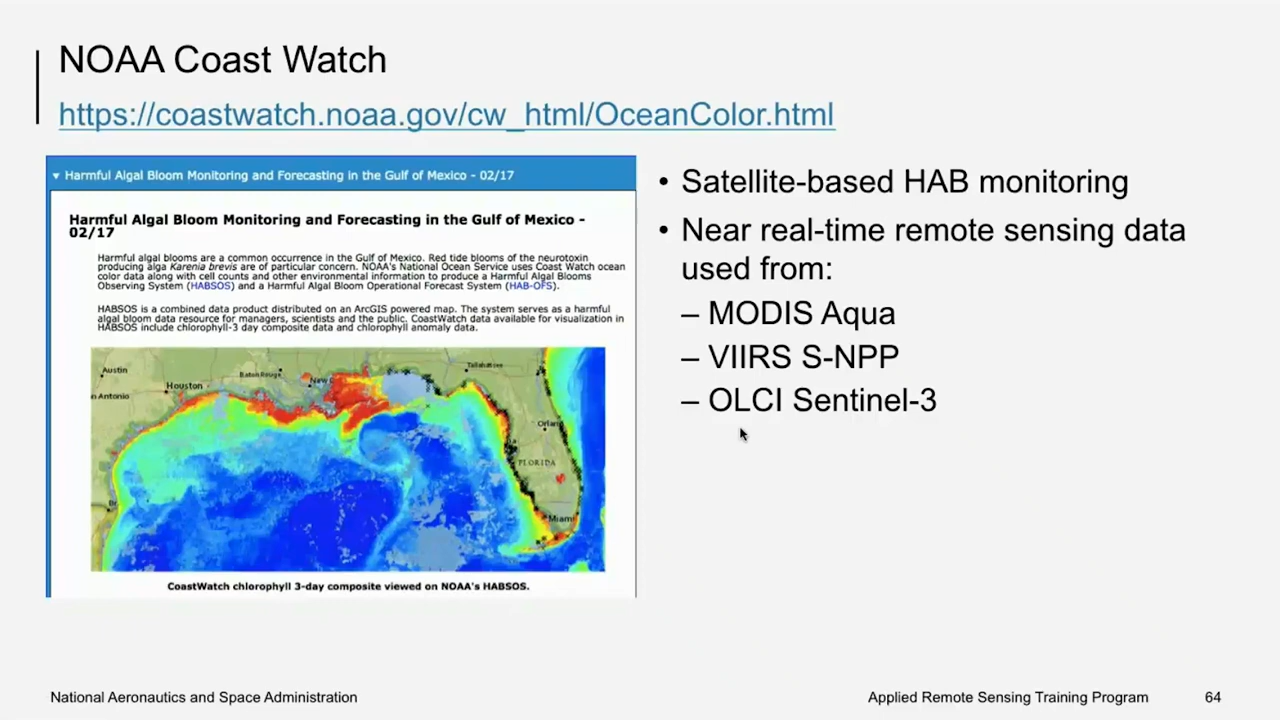 NOAA Coast Watch
https://coastwatch.noaa.gov/cw_html/OceanColor.html
Harmful Algal Bloom Monitoring and Forecasting in the Gulf of Mexico - 02/17
Harmful Algal Bloom Monitoring and Forecasting in the Gulf of Mexico -
02/17
Harmful algal blooms are a common occurrence in the Gulf of Mexico. Red tide blooms of the neurotoxin
producing alga Karenia brevis are of particular concern. NOAA's National Ocean Service uses Coast Watch ocean
color data along with cell counts and other environmental information to produce a Harmful Algal Blooms
Observing System (HABSOS) and a Harmful Algal Bloom Operational Forecast System (HAB-OFS).
HABSOS is a combined data product distributed on an ArcGIS powered map. The system serves as a harmful
algal bloom data resource for managers, scientists and the public. CoastWatch data available for visualization in
HABSOS include chlorophyll-3 day composite data and chlorophyll anomaly data.
Austin
Houston
Baton Rouge
New
Tallahassee
n Antonio
Orlan
FLORIDA
Miami
Br
CoastWatch chlorophyll 3-day composite viewed on NOAA's HABSOS.
• Satellite-based HAB monitoring
• Near real-time remote sensing data
used from:
– MODIS Aqua
– VIIRS S-NPP
– OLCI Sentinel-3
National Aeronautics and Space Administration
Applied Remote Sensing Training Program
64